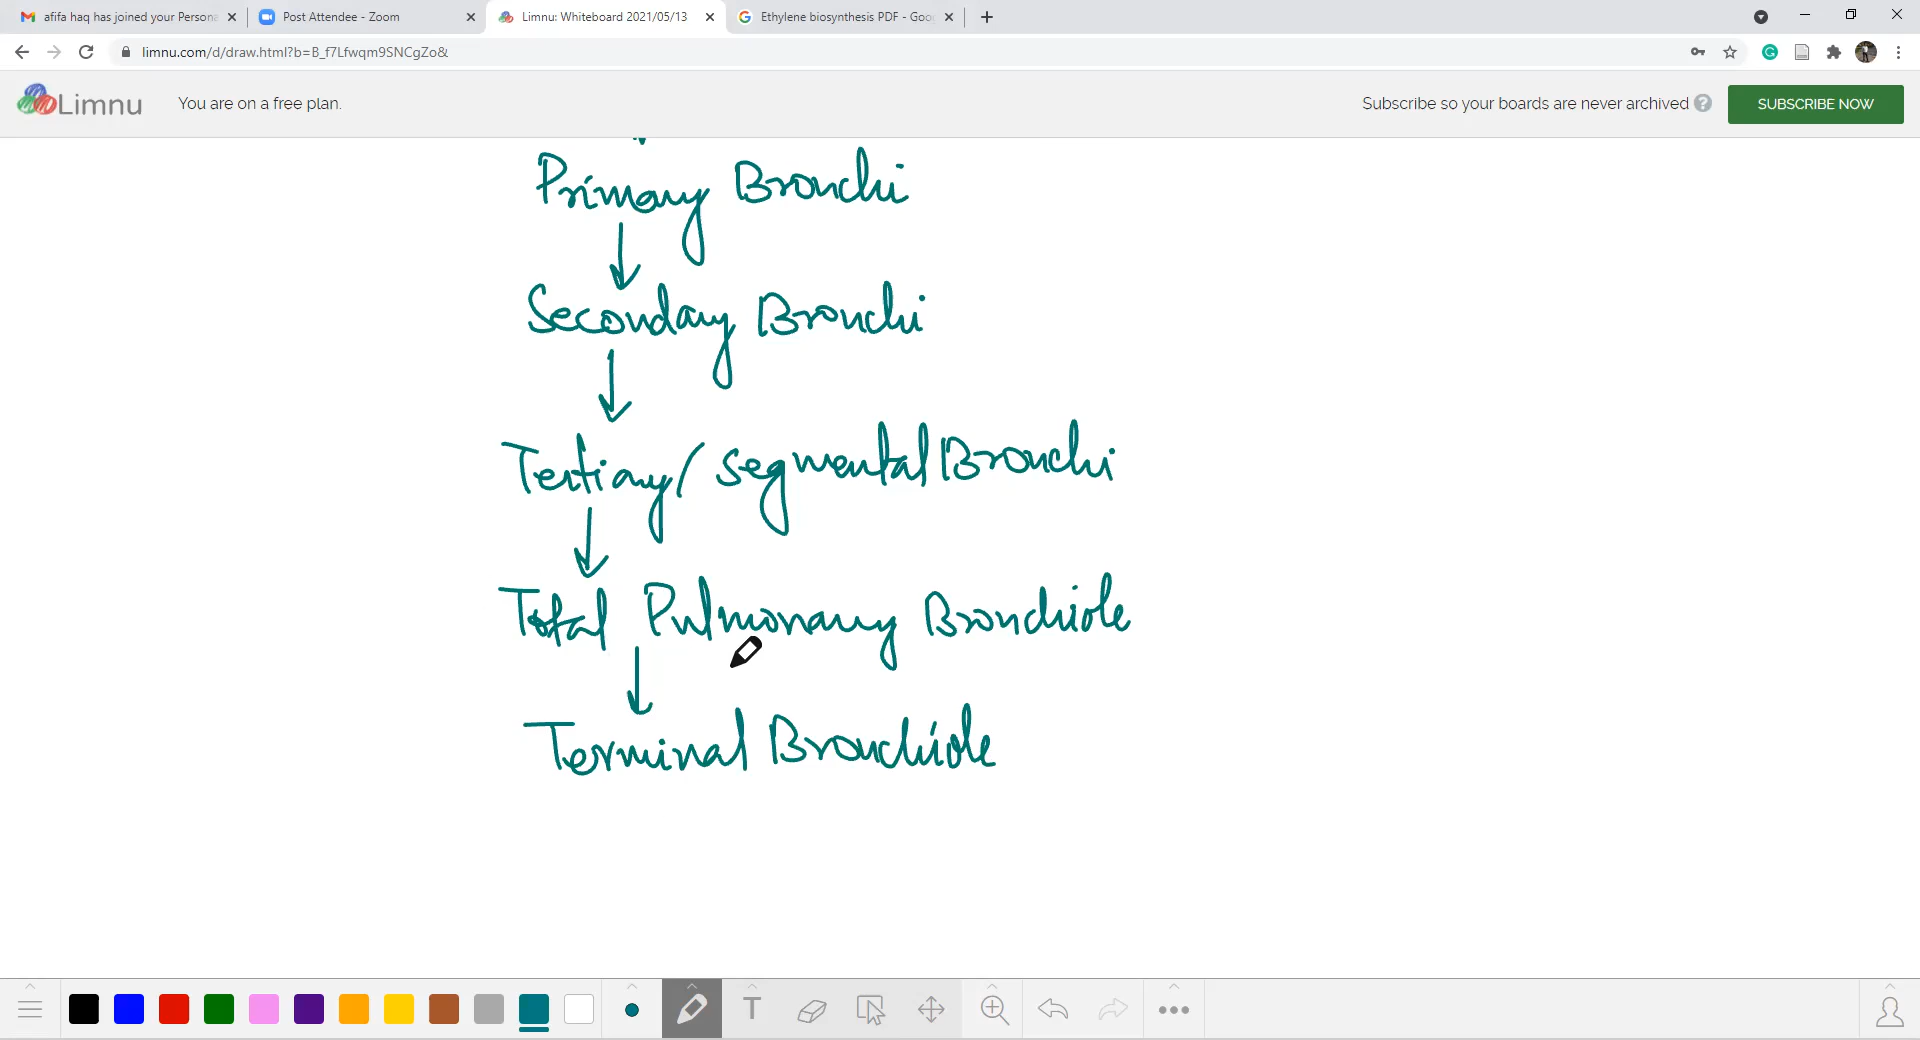 afifa haq has joined your Persona
Post Attendee - Zoom
Limnu: Whiteboard 2021/05/13
Ethylene biosynthesis PDF - Goo
limnu.com/d/draw.html?b=B_f7Lfwqm9SNCgZo&
Limnu
You are on a free plan.
Subscribe so your boards are never archived ?
SUBSCRIBE NOW
Primary Bronchi
Secondary Bronchi
Tertiary/ segmental Bronchi
Total Pulmonary Bronchiole
Terminal Bronchiole
T